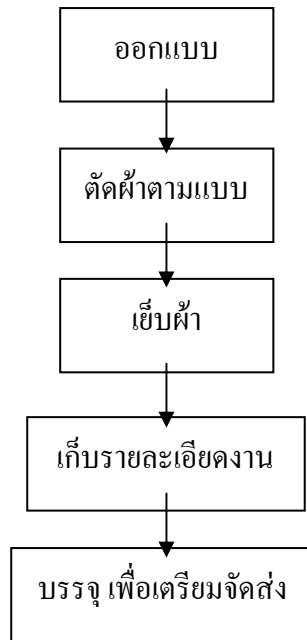 ออกแบบ
ตัดผ้าตามแบบ
เย็บผ้า
เก็บรายละเอียดงาน
บรรจุ เพื่อเตรียมจัดส่ง